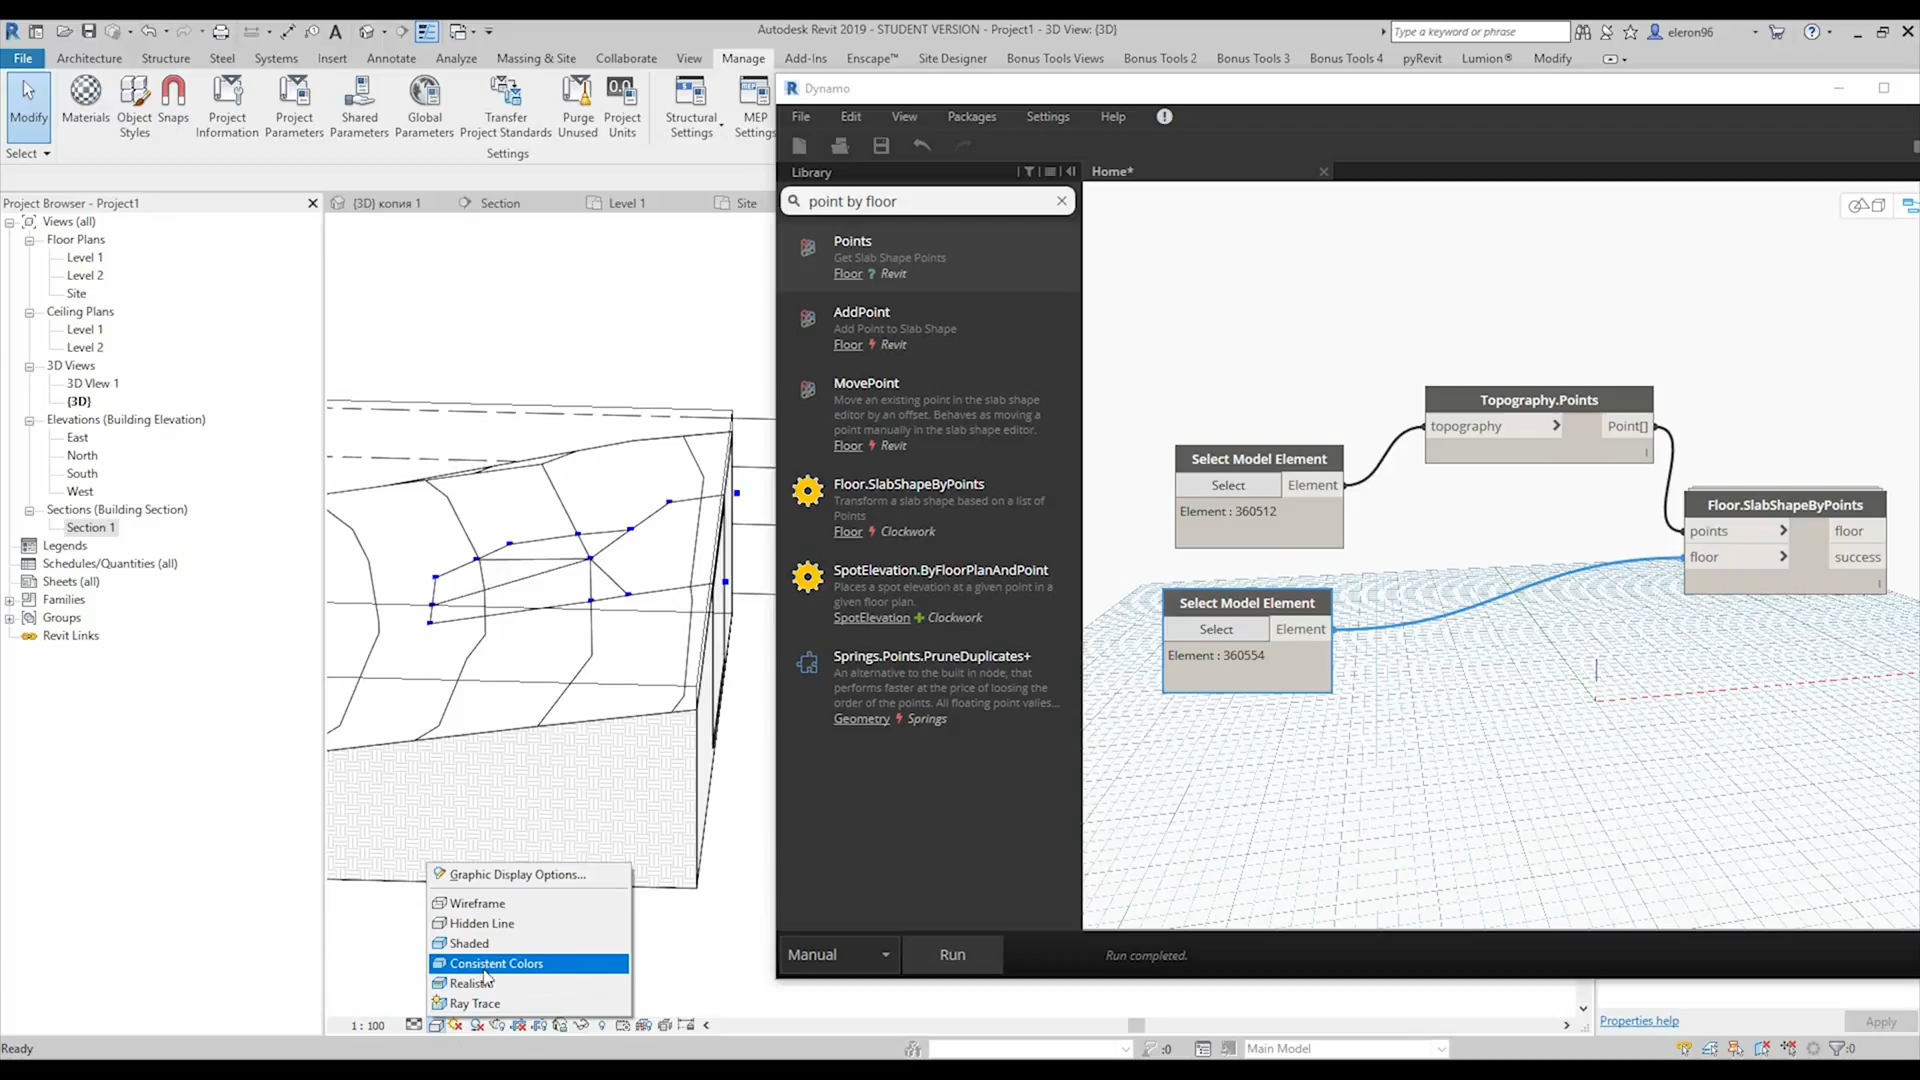 Autodesk Revit 2019 - STUDENT VERSION - Project1 - 3D View: {3D}
Type a keyword or phrase
eleron96
File
Architecture
Structure
Steel
Systems
Insert
Annotate
Analyze
Massing & Site
Collaborate
View
Manage
Add-Ins
Enscape™
Site Designer
Bonus Tools Views
Bonus Tools 2
Bonus Tools 3
Bonus Tools 4
pyRevit
Lumion®
Modify
Modify
Materials
Object
Styles
Snaps
Project
Information
Project
Parameters
Shared
Parameters
Global
Parameters
Transfer
Project Standards
Purge
Unused
Project
Units
Structural
Settings
MEP
Settings
Select
Settings
Project Browser - Project1
Views (all)
Floor Plans
Level 1
Level 2
Site
Ceiling Plans
Level 1
Level 2
3D Views
3D VIew 1
{3D}
Elevations (Building Elevation)
East
North
South
West
Sections (Building Section)
Section 1
Legends
Schedules/Quantities (all)
Sheets (all)
Families
Groups
Revit Links
{3D} копия 1
Section
Level 1
Site
Graphic Display Options...
Wireframe
Hidden Line
Shaded
Consistent Colors
Ray Trace
1 : 100
Dynamo
File
Edit
View
Packages
Settings
Help
Library
Home*
point by floor
Points
Get Slab Shape Points
Floor ? Revit
AddPoint
Add Point to Slab Shape
Floor Revit
MovePoint
Move an existing point in the slab shape
editor by an offset. Behaves as moving a
point manually in the slab shape editor.
Floor Revit
Floor.SlabShapeByPoints
Transform a slab shape based on a list of
Points
Floor Clockwork
SpotElevation.ByFloorPlanAndPoint
Places a spot elevation at a given point in a
given floor plan.
SpotElevation + Clockwork
Springs.Points.PruneDuplicates+
An alternative to the built in node, that
performs faster at the price of loosing the
order of the points. All floating point valies...
Geometry Springs
Topography.Points
topography > Point[]
Select Model Element
Select Element
Element : 360512
Floor.SlabShapeByPoints
points > floor
floor > success
Select Model Element
Select Element
Element : 360554
Manual
Run
Run completed.
Properties help
Apply
Ready
:0
Main Model
:0